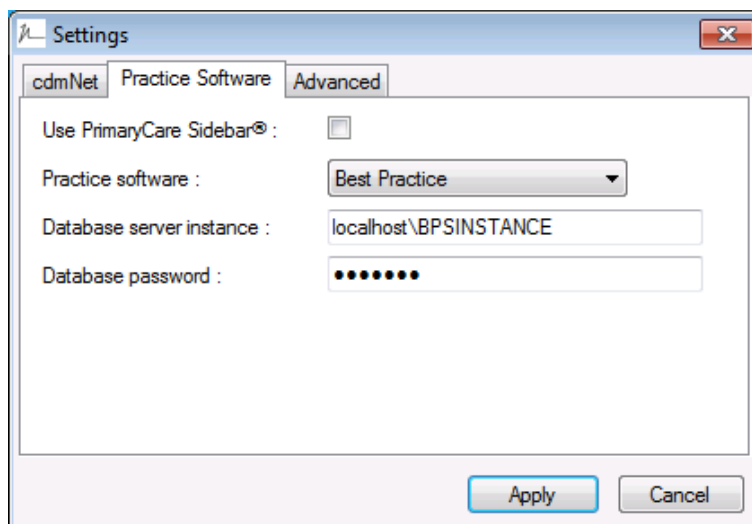 Settings
cdmNet Practice Software Advanced
Use PrimaryCare Sidebar® :
Practice software : Best Practice
Database server instance : localhost\BPSINSTANCE
Database password : •••••••
Apply Cancel